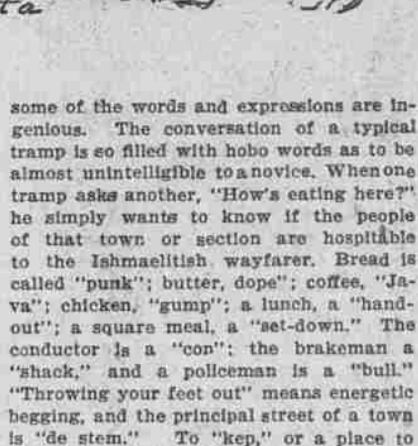 some of the words and expressions are in-
genious. The conversation of a typical
tramp is so filled with hobo words as to be
almost unintelligible to a novice. When one
tramp asks another, "How's eating here?"
he simply wants to know if the people
of that town or section are hospitable
to the Ishmaelitish wayfarer. Bread is
called "punk"; butter, dope"; coffee, "Ja-
va"; chicken, "gump"; a lunch, a "hand-
out"; a square meal, a "set-down." The
conductor is a "con"; the brakeman a
"shack," and a policeman is a "bull."
"Throwing your feet out" means energetic
begging, and the principal street of a town
is "de stem." To "kep," or a place to